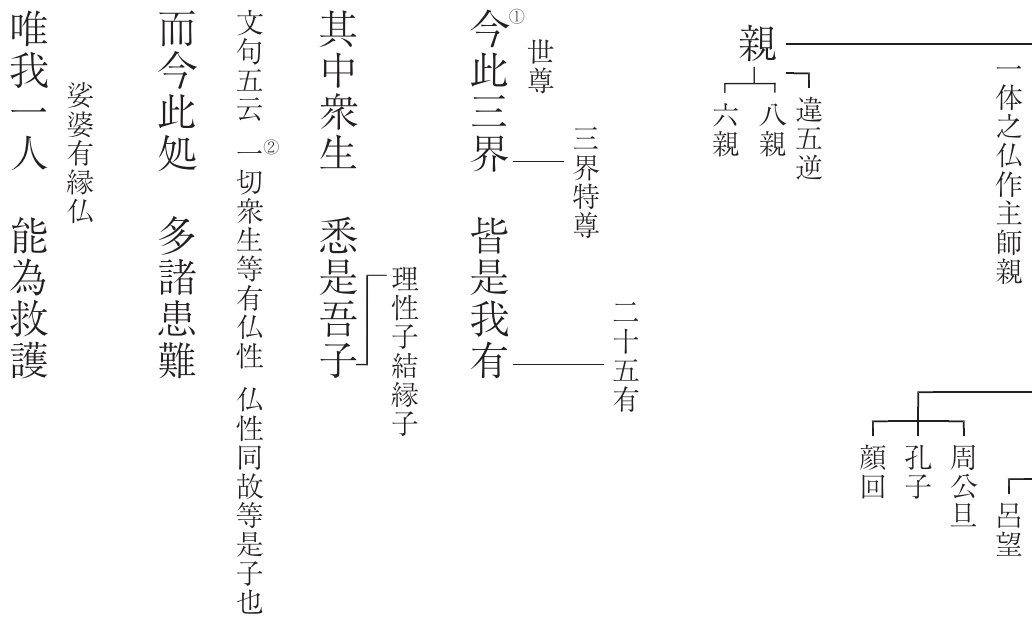 一体之仏作主師親
呂望
周公旦
孔子
顔回
親
違五逆
八親
六親
二十五有
三界特尊
世尊
今①此三界　皆是我有
理性子結縁子
其中衆生　悉是吾子
文句五云　一②切衆生等有仏性　仏性同故等是子也
而今此処　多諸患難
娑婆有縁仏
唯我一人　能為救護